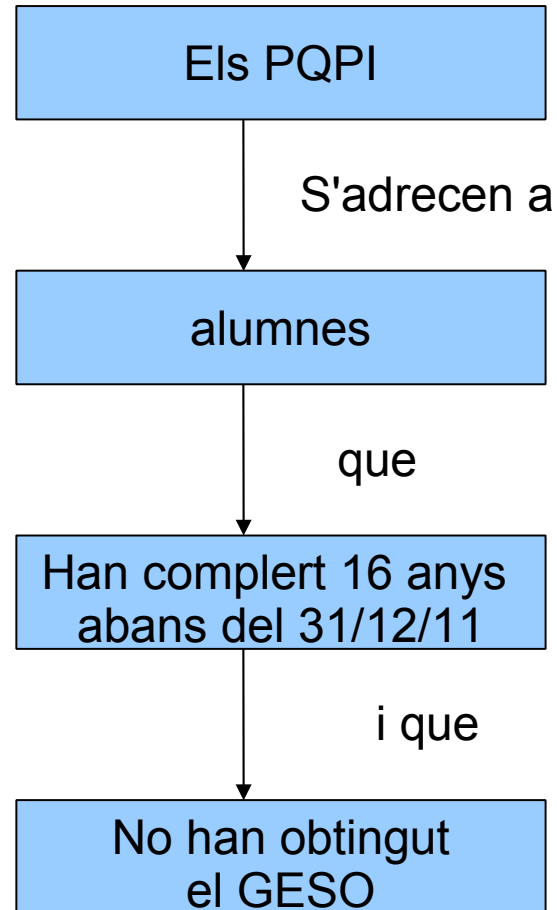 Els PQPI
S'adrecen a
alumnes
que
Han complert 16 anys
abans del 31/12/11
i que
No han obtingut
el GESO